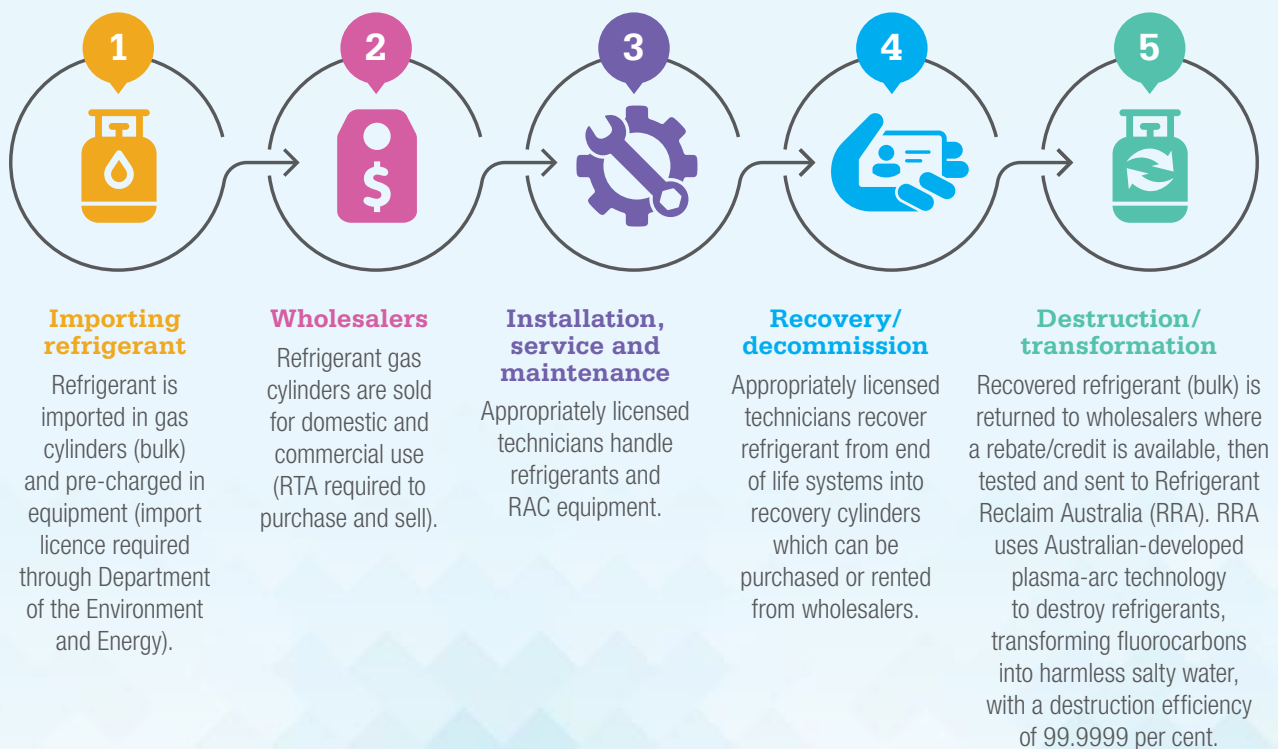 1
2
3
4
5
$
Importing
refrigerant
Refrigerant is
imported in gas
cylinders (bulk)
and pre-charged in
equipment (import
licence required
through Department
of the Environment
and Energy).
Wholesalers
Refrigerant gas
cylinders are sold
for domestic and
commercial use
(RTA required to
purchase and sell).
Installation,
service and
maintenance
Appropriately licensed
technicians handle
refrigerants and
RAC equipment.
Recovery/
decommission
Appropriately licensed
technicians recover
refrigerant from end
of life systems into
recovery cylinders
which can be
purchased or rented
from wholesalers.
Destruction/
transformation
Recovered refrigerant (bulk) is
returned to wholesalers where
a rebate/credit is available, then
tested and sent to Refrigerant
Reclaim Australia (RRA). RRA
uses Australian-developed
plasma-arc technology
to destroy refrigerants,
transforming fluorocarbons
into harmless salty water,
with a destruction efficiency
of 99.9999 per cent.